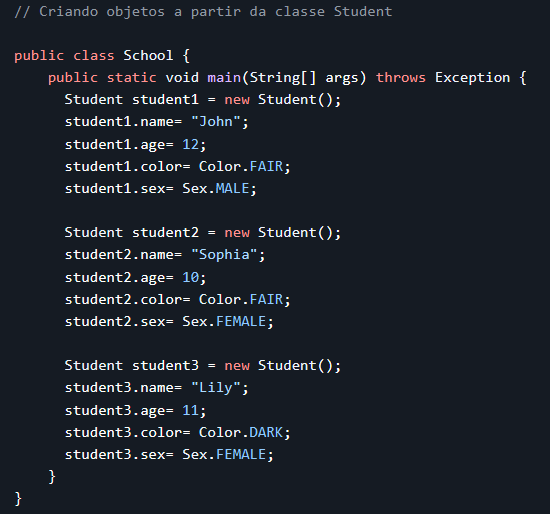 // Criando objetos a partir da classe Student

public class School {
    public static void main(String[] args) throws Exception {
      Student student1 = new Student();
      student1.name= "John";
      student1.age= 12;
      student1.color= Color.FAIR;
      student1.sex= Sex.MALE;

      Student student2 = new Student();
      student2.name= "Sophia";
      student2.age= 10;
      student2.color= Color.FAIR;
      student2.sex= Sex.FEMALE;

      Student student3 = new Student();
      student3.name= "Lily";
      student3.age= 11;
      student3.color= Color.DARK;
      student3.sex= Sex.FEMALE;
    }
}